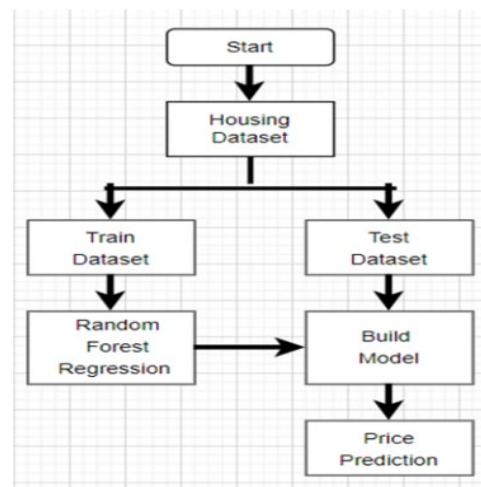 Start
Housing
Dataset
Train
Dataset
Test
Dataset
Random
Forest
Regression
Build
Model
Price
Prediction